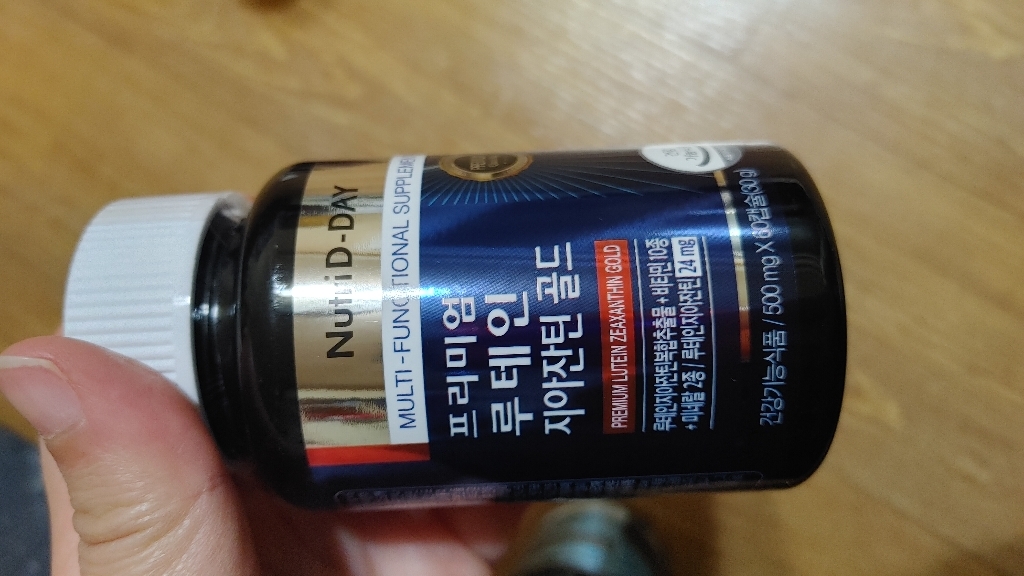 Nutrii D-DAY
MULTI-FUNCTIONAL SUPPLEMENT
프리미엄
루테인
지아잔틴 골드
PREMIUM LUTEIN ZEAXANTHIN GOLD
루테인지아잔틴복합추출물 + 비타민 10종
+ 미네랄 2종 / 루테인지아잔틴 24 mg
건강기능식품 / 500 mg X 60캡슐(30 g)